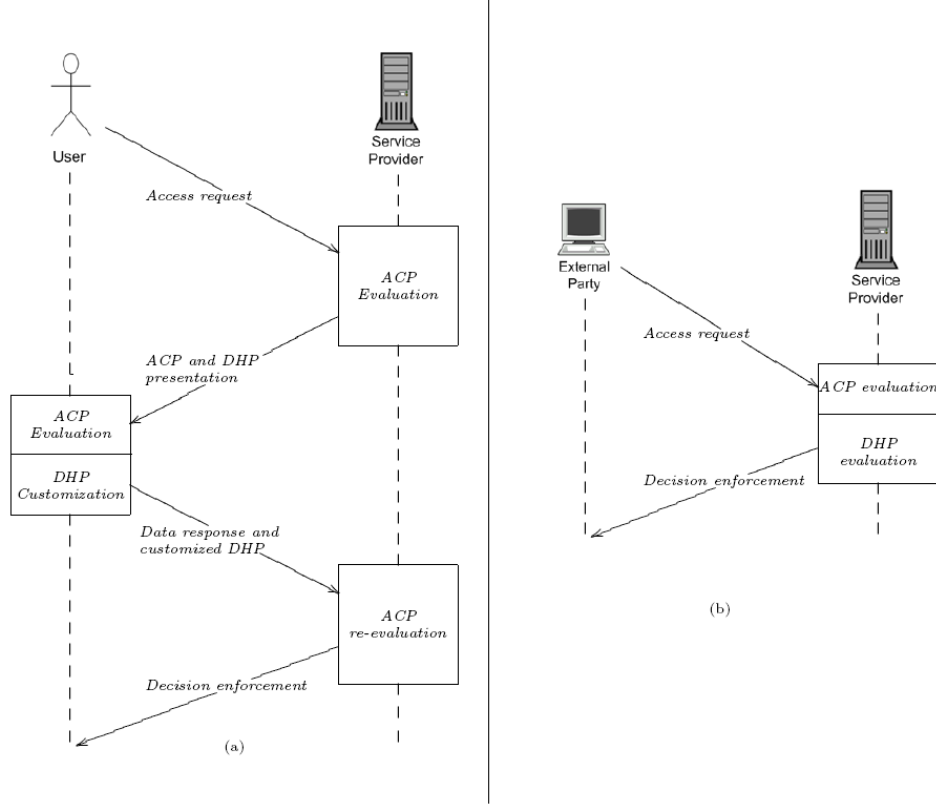 User
Service
Provider
Access request
ACP
Evaluation
ACP and DHP
presentation
ACP
Evaluation
DHP
Customization
Data response and
customized DHP
ACP
re-evaluation
Decision enforcement
(a)
External
Party
Service
Provider
Access request
ACP evaluation
DHP
evaluation
Decision enforcement
(b)